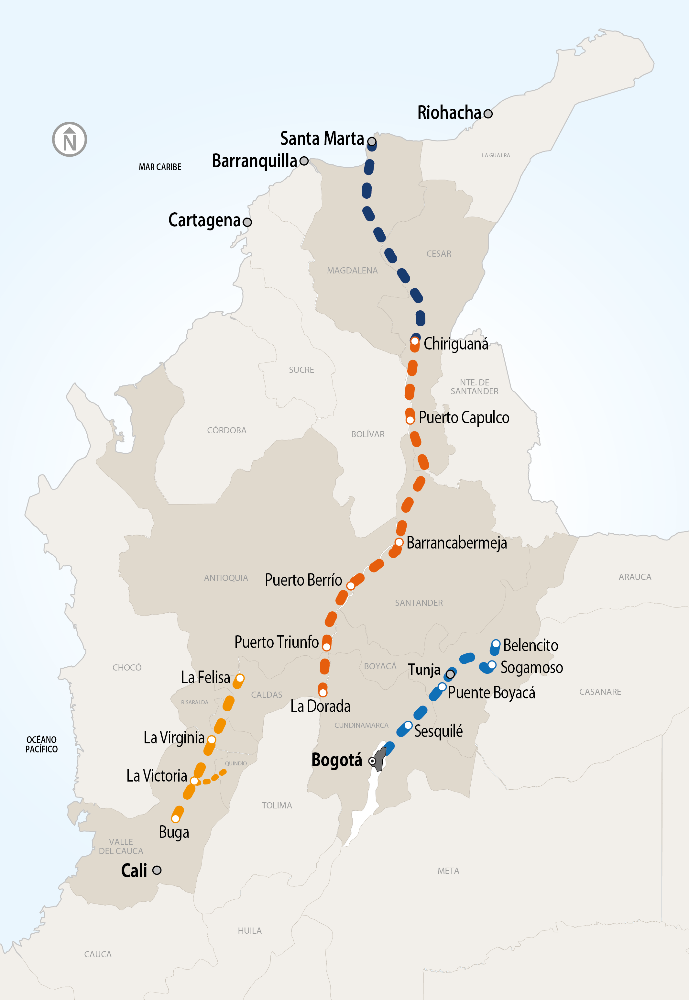 Riohacha
Santa Marta
N
LA GUAJIRA
Barranquilla
MAR CARIBE
Cartagena
CESAR
MAGDALENA
Chiriguaná
SUCRE
NTE. DE
SANTANDER
Puerto Capulco
CÓRDOBA
BOLÍVAR
Barrancabermeja
ANTIOQUIA
Puerto Berrío
ARAUCA
SANTANDER
Puerto Triunfo
Belencito
CHOCÓ
BOYACÁ
Tunja
Sogamoso
La Felisa
CALDAS
Puente Boyacá
CASANARE
RISARALDA
La Dorada
CUNDINAMARCA
Sesquilé
La Virginia
OCÉANO
PACÍFICO
Bogotá
QUINDÍO
La Victoria
TOLIMA
Buga
VALLE
DEL CAUCA
Cali
META
HUILA
CAUCA